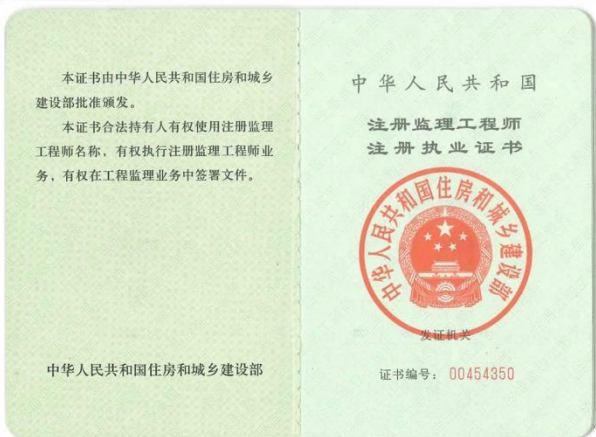 本证书由中华人民共和国住房和城乡
建设部批准颁发。
本证书合法持有人有权使用注册监理
工程师名称，有权执行注册监理工程师业
务，有权在工程监理业务中签署文件。
中华人民共和国住房和城乡建设部
中华人民共和国
注册监理工程师
注册执业证书
中华人民共和国住房和城乡建设部
发证机关
证书编号：00454350